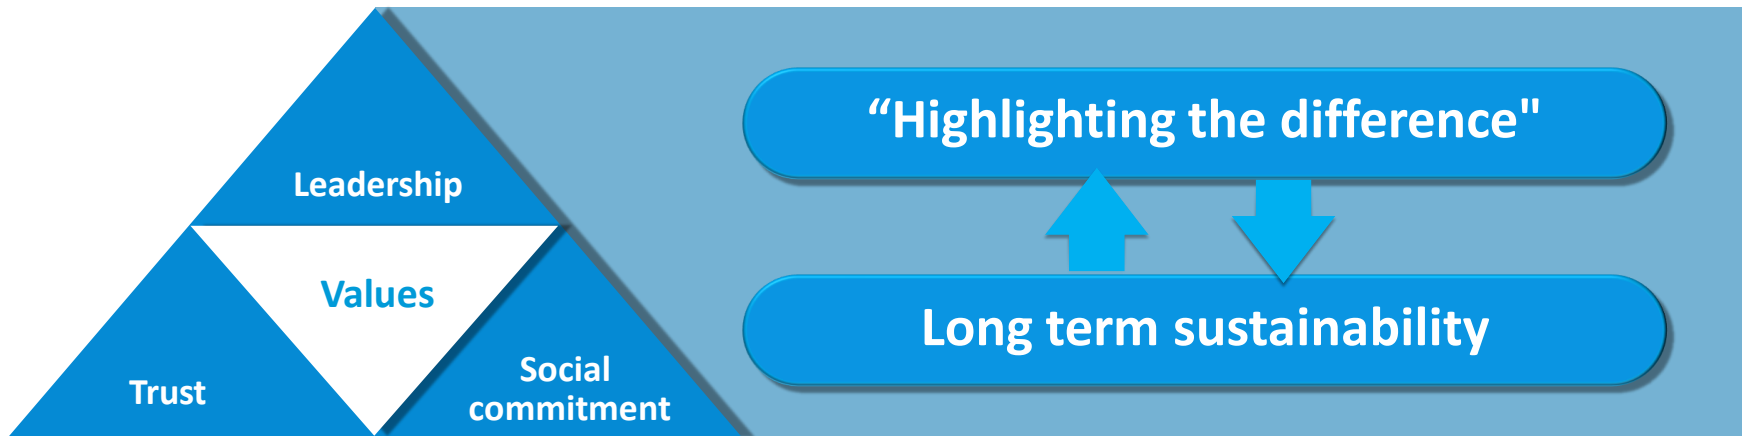 Leadership
Values
Trust
Social
commitment
“Highlighting the difference"
Long term sustainability